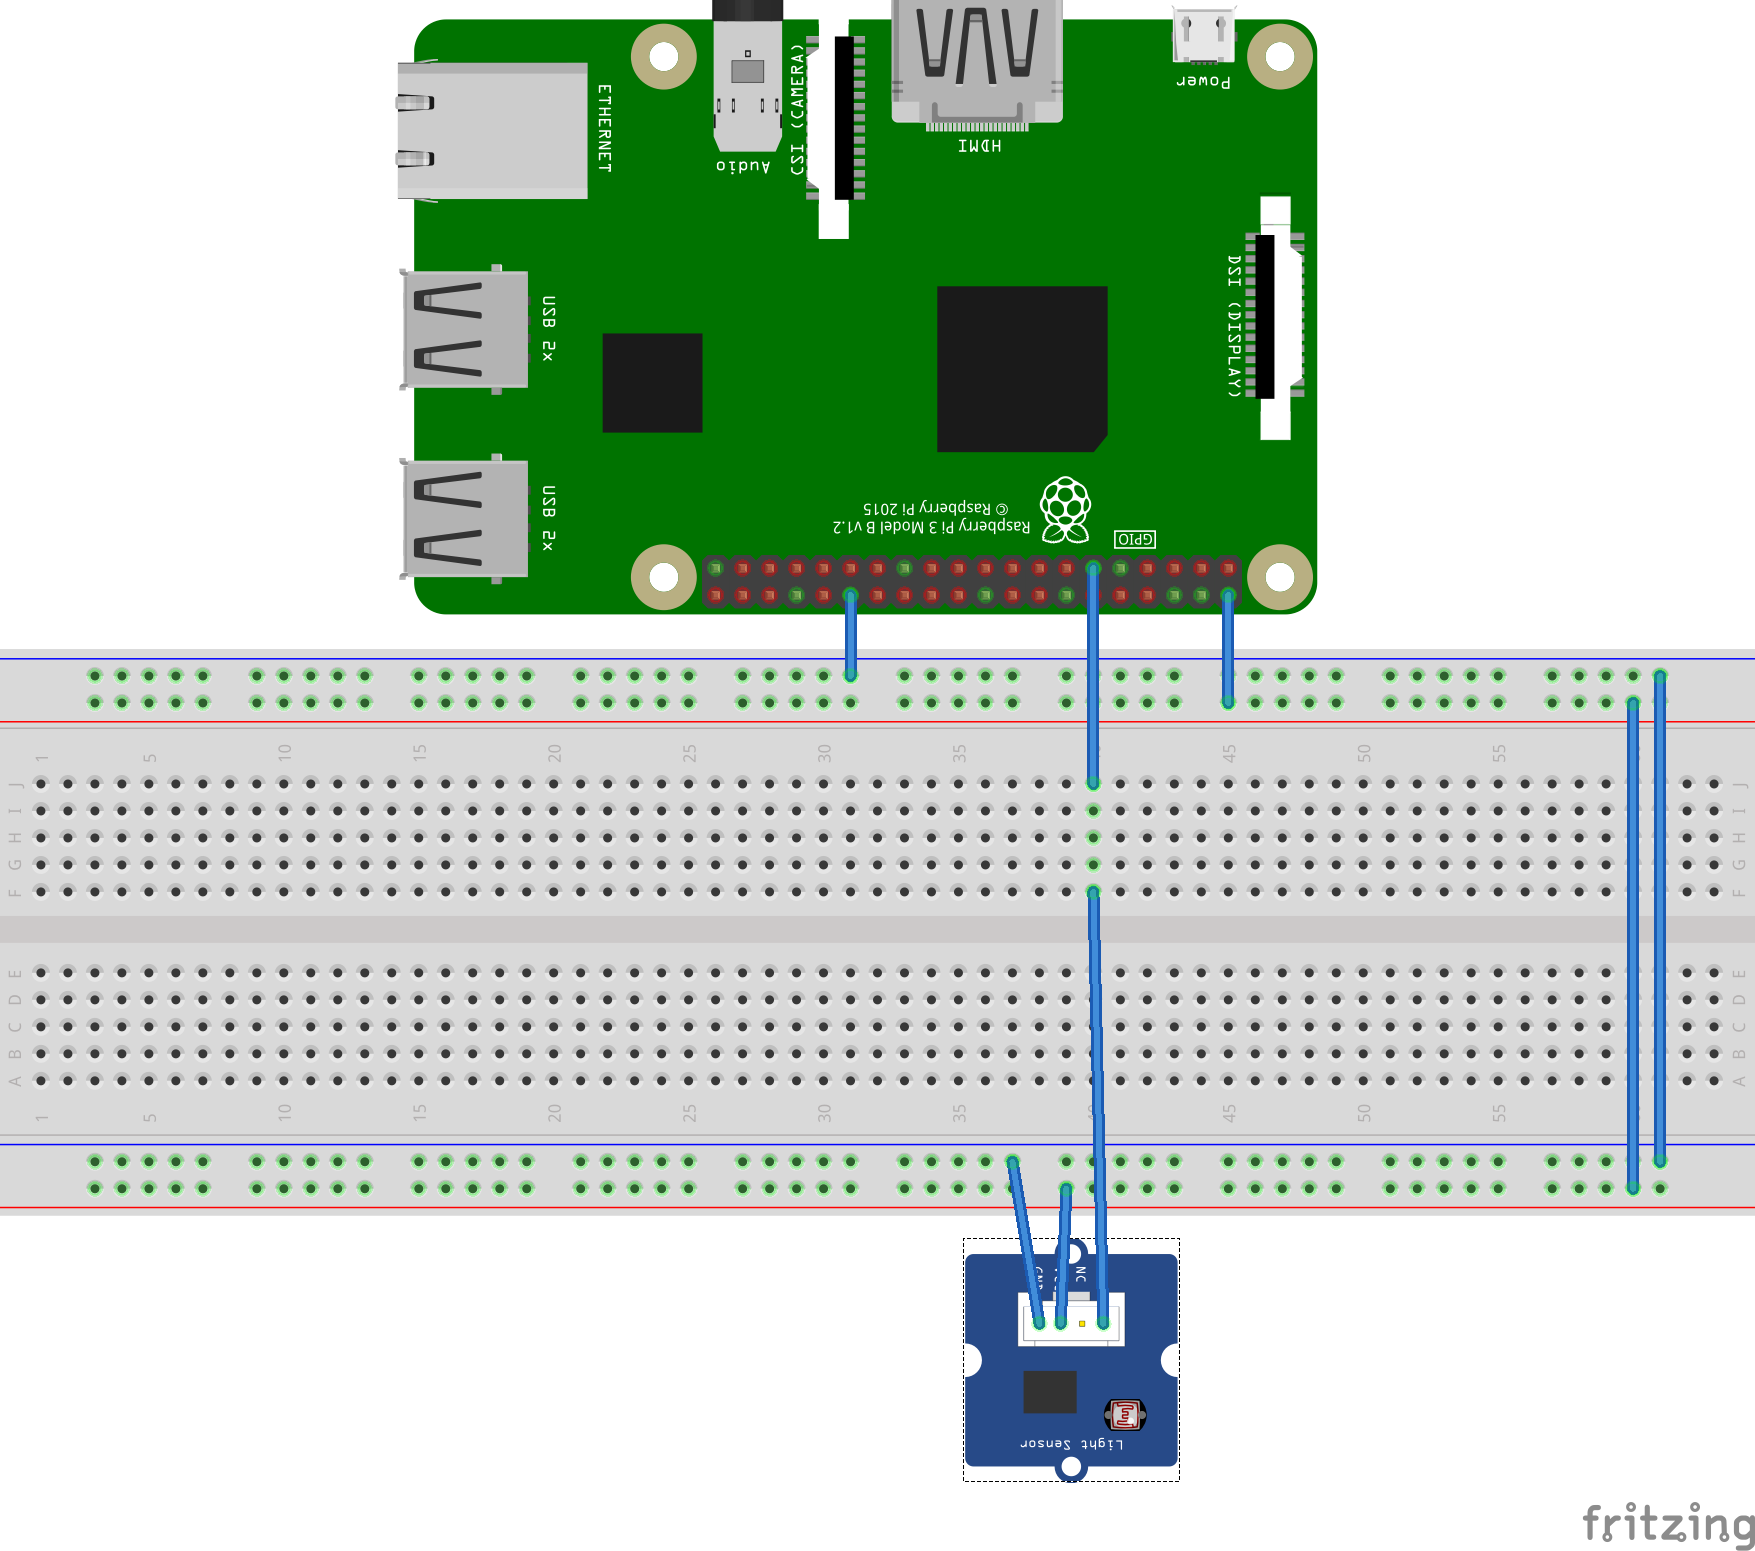 ETHERNET
Audio
CSI (CAMERA)
HDMI
Power
USB 2x
DSI (DISPLAY)
USB 2x
© Raspberry Pi 2015
Raspberry Pi 3 Model B v1.2
GPIO
1 5 10 15 20 25 30 35 45 50 55
J J
I I
H H
G G
F F
E E
D D
C C
B B
A A
1 5 10 15 20 25 30 35 45 50 55
NC
Light Sensor
fritzing